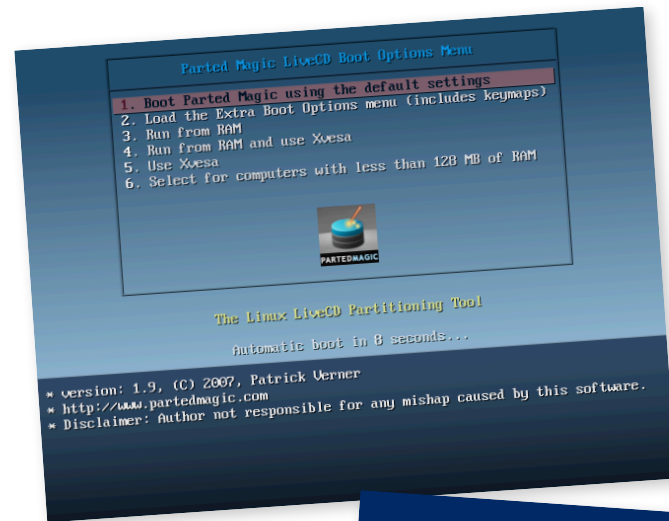 Parted Magic LiveCD Boot Options Menu
1. Boot Parted Magic using the default settings
2. Load the Extra Boot Options menu (includes keymaps)
3. Run from RAM
4. Run from RAM and use Xvesa
5. Use Xvesa
6. Select for computers with less than 128 MB of RAM
PARTEDMAGIC
The Linux LiveCD Partitioning Tool
Automatic boot in 8 seconds...
* version: 1.9, (C) 2007, Patrick Verner
* http://www.partedmagic.com
* Disclaimer: Author not responsible for any mishap caused by this software.